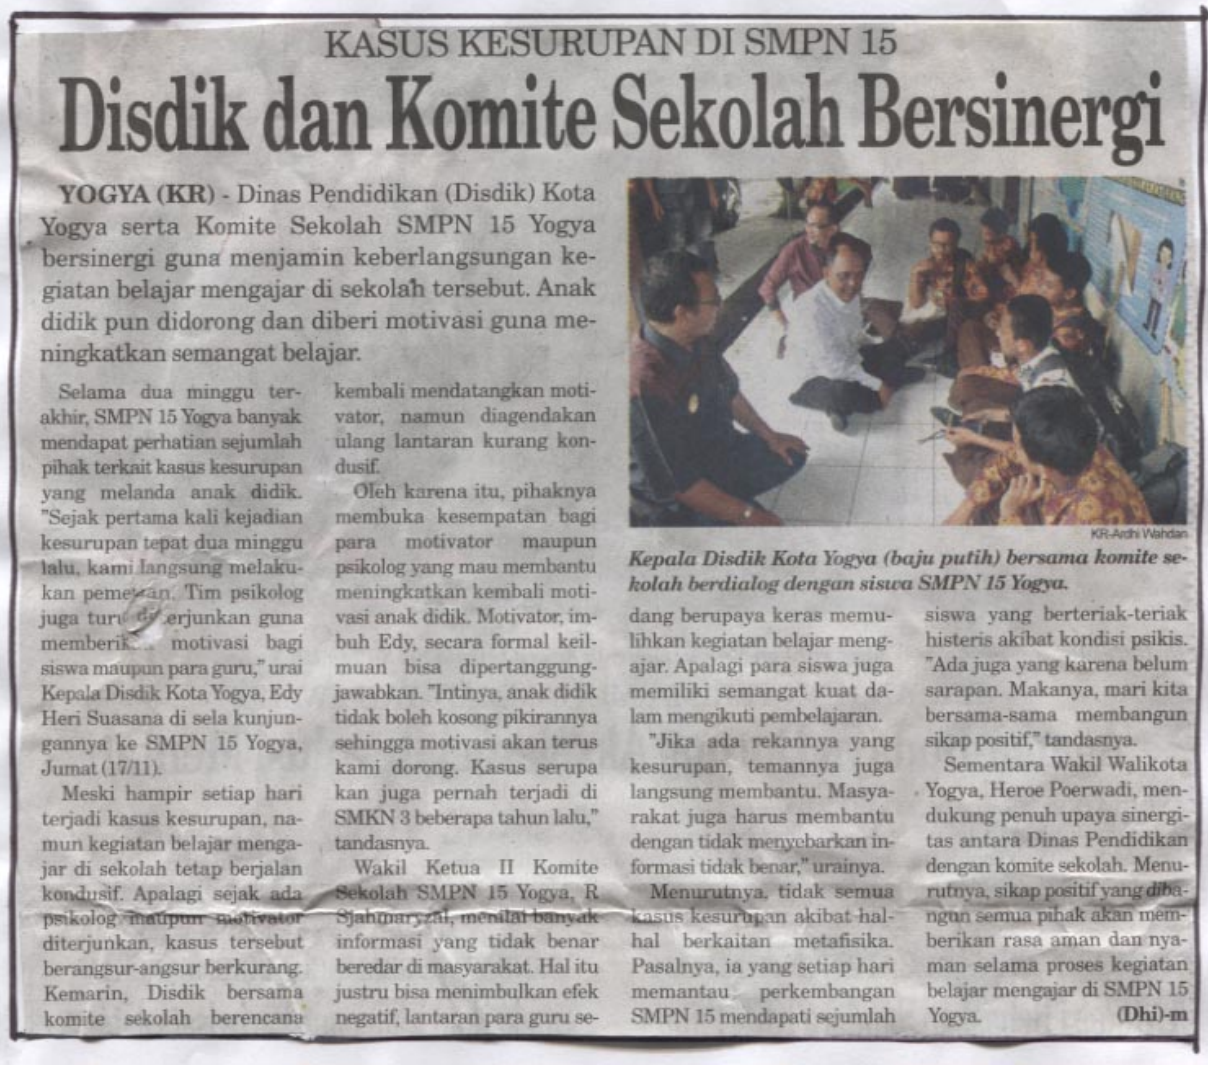 KASUS KESURUPAN DI SMPN 15
Disdik dan Komite Sekolah Bersinergi
YOGYA (KR) - Dinas Pendidikan (Disdik) Kota
Yogya serta Komite Sekolah SMPN 15 Yogya
bersinergi guna menjamin keberlangsungan ke-
giatan belajar mengajar di sekolah tersebut. Anak
didik pun didorong dan diberi motivasi guna me-
ningkatkan semangat belajar.
Selama dua minggu ter-
akhir, SMPN 15 Yogya banyak
mendapat perhatian sejumlah
pihak terkait kasus kesurupan
yang melanda anak didik.
"Sejak pertama kali kejadian
kesurupan tepat dua minggu
lalu, kami langsung melaku-
kan Tim psikolog
juga guna
motivasi bagi
siswa maupun para guru," urai
Kepala Disdik Kota Yogya, Edy
Heri Suasana di sela kunjun-
gannya ke SMPN 15 Yogya,
Jumat (17/11).
Meski hampir setiap hari
terjadi kasus kesurupan, na-
mun kegiatan belajar menga-
jar di sekolah tetap berjalan
kondusif. Apalagi sejak ada
psikolog maupun motivator
diterjunkan, kasus tersebut
berangsur-angsur berkurang.
Kemarin, Disdik bersama
komite sekolah berencana
kembali mendatangkan moti-
vator, namun diagendakan
ulang lantaran kurang kon-
dusif.
Oleh karena itu, pihaknya
membuka kesempatan bagi
para motivator maupun
psikolog yang mau membantu
meningkatkan kembali moti-
vasi anak didik. Motivator, im-
buh Edy, secara formal keil-
muan bisa dipertanggung-
jawabkan. "Intinya, anak didik
tidak boleh kosong pikirannya
sehingga motivasi akan terus
kami dorong. Kasus serupa
kan juga pernah terjadi di
SMKN 3 beberapa tahun lalu,"
tandasnya.
Wakil Ketua II Komite
Sekolah SMPN 15 Yogya, R
Sjahmaryzal, menilai banyak
informasi yang tidak benar
beredar di masyarakat. Hal itu
justru bisa menimbulkan efek
negatif, lantaran para guru se-
KR-Ardhi Wahdan
Kepala Disdik Kota Yogya (baju putih) bersama komite se-
kolah berdialog dengan siswa SMPN 15 Yogya.
dang berupaya keras memu-
lihkan kegiatan belajar meng-
ajar. Apalagi para siswa juga
memiliki semangat kuat da-
lam mengikuti pembelajaran.
"Jika ada rekannya yang
kesurupan, temannya juga
langsung membantu. Masya-
rakat juga harus membantu
dengan tidak menyebarkan in-
formasi tidak benar," urainya.
Menurutnya, tidak semua
kasus kesurupan akibat hal-
hal berkaitan metafisika.
Pasalnya, ia yang setiap hari
memantau perkembangan
SMPN 15 mendapati sejumlah
siswa yang berteriak-teriak
histeris akibat kondisi psikis.
"Ada juga yang karena belum
sarapan. Makanya, mari kita
bersama-sama membangun
sikap positif," tandasnya.
Sementara Wakil Walikota
Yogya, Heroe Poerwadi, men-
dukung penuh upaya sinergi-
tas antara Dinas Pendidikan
dengan komite sekolah. Menu-
rutnya, sikap positif yang diba-
ngun semua pihak akan mem-
berikan rasa aman dan nya-
man selama proses kegiatan
belajar mengajar di SMPN 15
Yogya. (Dhi)-m